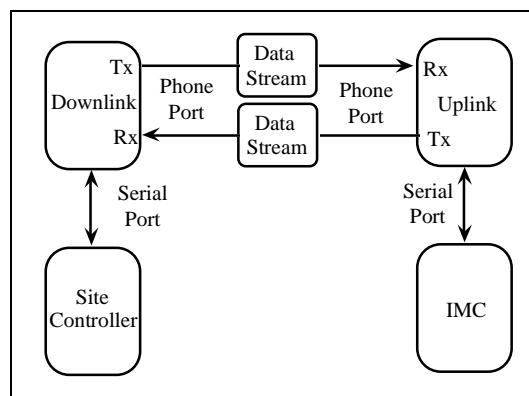 Tx
Downlink
Rx
Phone
Port
Data
Stream
Data
Stream
Phone
Port
Rx
Uplink
Tx
Serial
Port
Serial
Port
Site
Controller
IMC